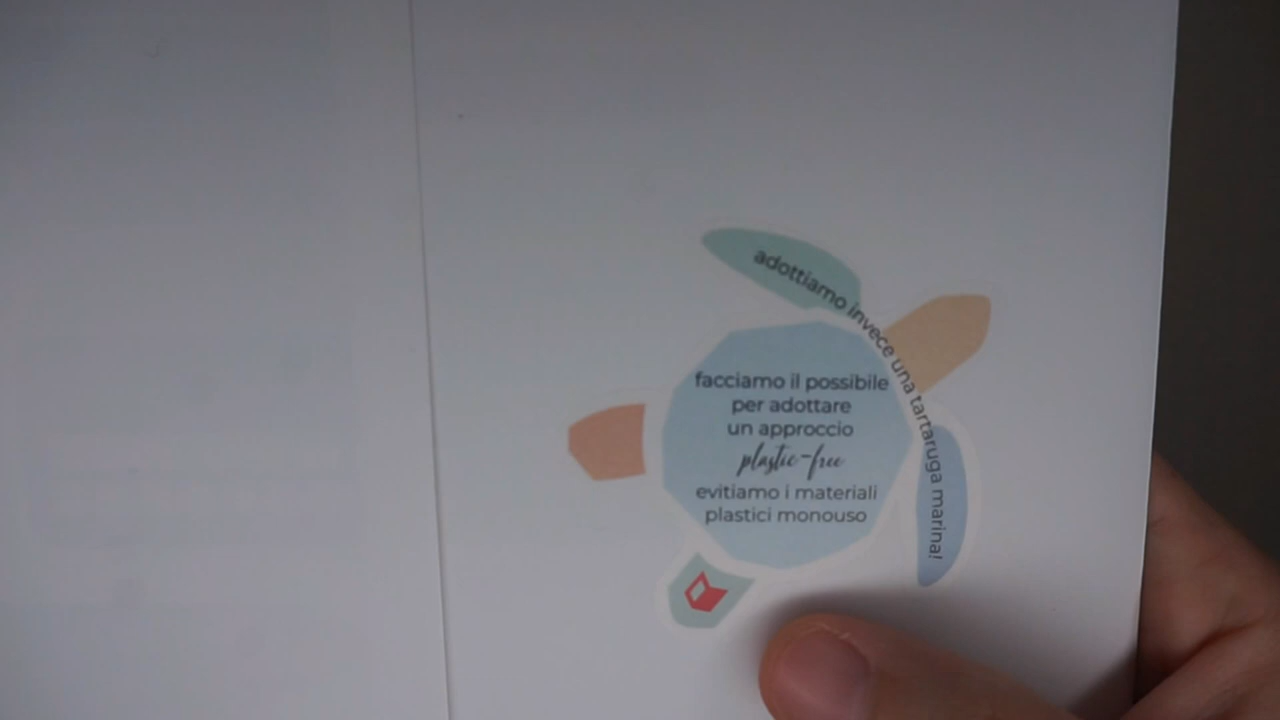 facciamo il possibile
per adottare
un approccio
plastic-free
evitiamo i materiali
plastici monouso
adottiamo invece una tartaruga marina!